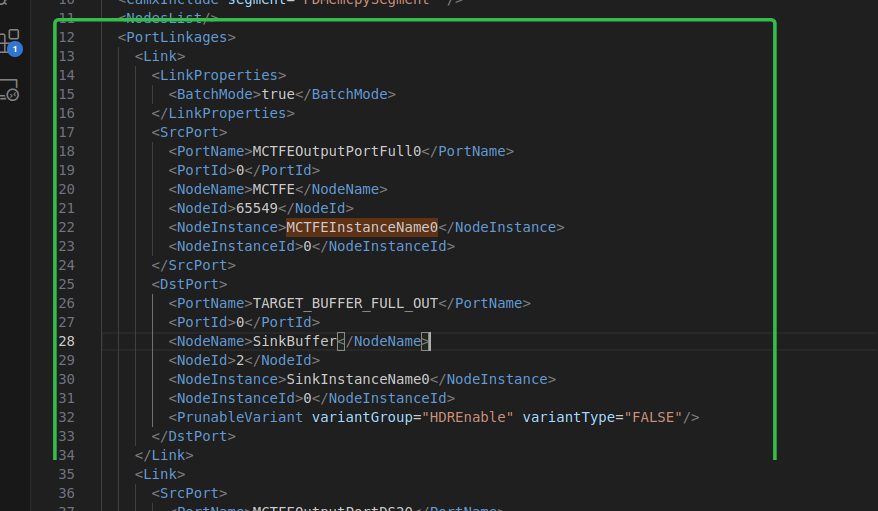 10 <CamxInclude segment="FDMemcpySegment" />
11 <NodesList/>
12 <PortLinkages>
13 <Link>
14 <LinkProperties>
15 <BatchMode>true</BatchMode>
16 </LinkProperties>
17 <SrcPort>
18 <PortName>MCTFEOutputPortFull0</PortName>
19 <PortId>0</PortId>
20 <NodeName>MCTFE</NodeName>
21 <NodeId>65549</NodeId>
22 <NodeInstance>MCTFEInstanceName0</NodeInstance>
23 <NodeInstanceId>0</NodeInstanceId>
24 </SrcPort>
25 <DstPort>
26 <PortName>TARGET_BUFFER_FULL_OUT</PortName>
27 <PortId>0</PortId>
28 <NodeName>SinkBuffer</NodeName>
29 <NodeId>2</NodeId>
30 <NodeInstance>SinkInstanceName0</NodeInstance>
31 <NodeInstanceId>0</NodeInstanceId>
32 <PrunableVariant variantGroup="HDREnable" variantType="FALSE"/>
33 </DstPort>
34 </Link>
35 <Link>
36 <SrcPort>
37 <PortName>MCTFEOutputPortDS20</PortName>
1